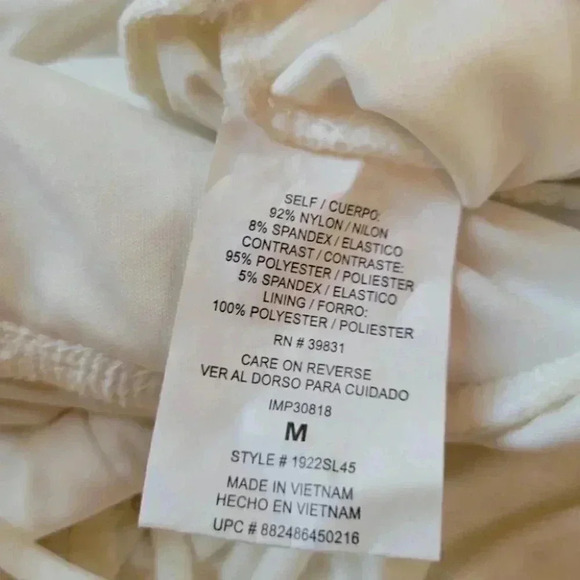 SELF / CUERPO:
92% NYLON / NILON
8% SPANDEX / ELASTICO
CONTRAST / CONTRASTE:
95% POLYESTER / POLIESTER
5% SPANDEX / ELASTICO
LINING / FORRO:
100% POLYESTER / POLIESTER
RN # 39831
CARE ON REVERSE
VER AL DORSO PARA CUIDADO
IMP30818
M
STYLE # 1922SL45
MADE IN VIETNAM
HECHO EN VIETNAM
UPC # 882486450216